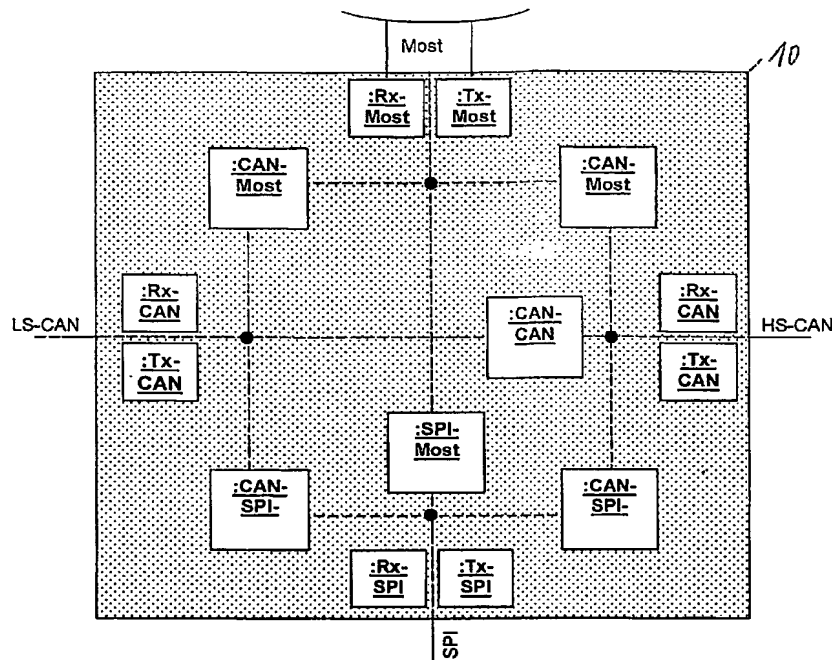 Most
10
:Rx-
Most
:Tx-
Most
:CAN-
Most
:CAN-
Most
:Rx-
CAN
:Rx-
CAN
LS-CAN
:CAN-
CAN
HS-CAN
:Tx-
CAN
:Tx-
CAN
:SPI-
Most
:CAN-
SPI-
:CAN-
SPI-
:Rx-
SPI
:Tx-
SPI
SPI